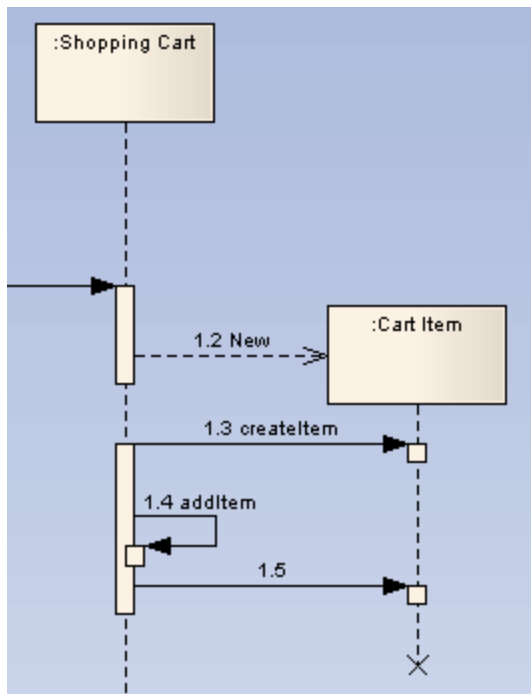 :Shopping Cart
:Cart Item
1.2 New
1.3 createItem
1.4 addItem
1.5